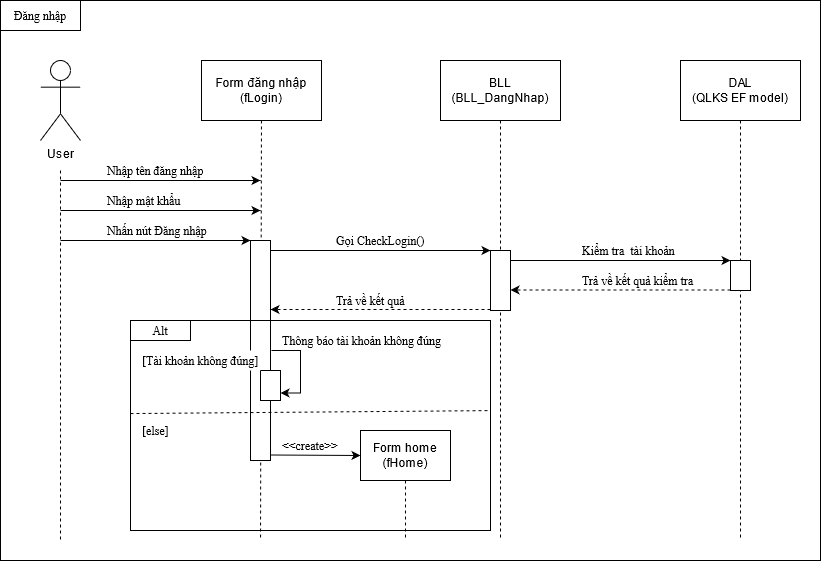 Đăng nhập
Form đăng nhập
(fLogin)
BLL
(BLL_DangNhap)
DAL
(QLKS EF model)
User
Nhập tên đăng nhập
Nhập mật khẩu
Nhấn nút Đăng nhập
Gọi CheckLogin()
Kiểm tra tài khoản
Trả về kết quả kiểm tra
Trả về kết quả
Alt
Thông báo tài khoản không đúng
[Tài khoản không đúng]
[else]
<<create>>
Form home
(fHome)